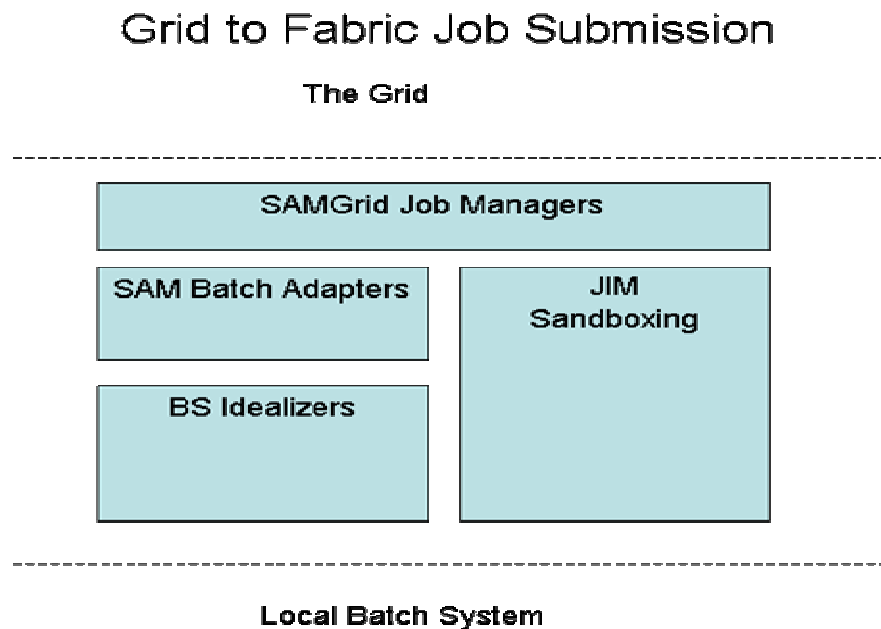 Grid to Fabric Job Submission
The Grid
SAMGrid Job Managers
SAM Batch Adapters
JIM
Sandboxing
BS Idealizers
Local Batch System